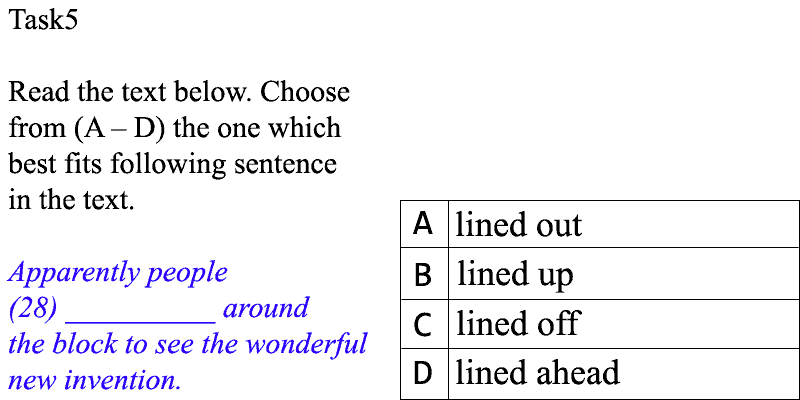 Task5
Read the text below. Choose
from (A – D) the one which
best fits following sentence
in the text.
Apparently people
(28) __________ around
the block to see the wonderful
new invention.
A lined out
B lined up
C lined off
D lined ahead